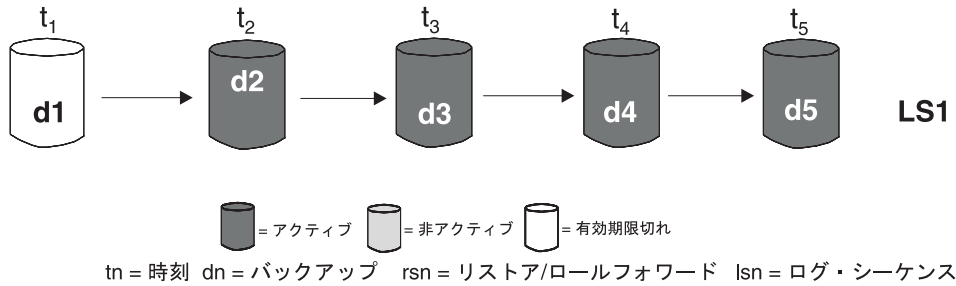 t1 t2 t3 t4 t5
d1 d2 d3 d4 d5 LS1
= アクティブ = 非アクティブ = 有効期限切れ
tn = 時刻 dn = バックアップ rsn = リストア/ロールフォワード lsn = ログ・シーケンス